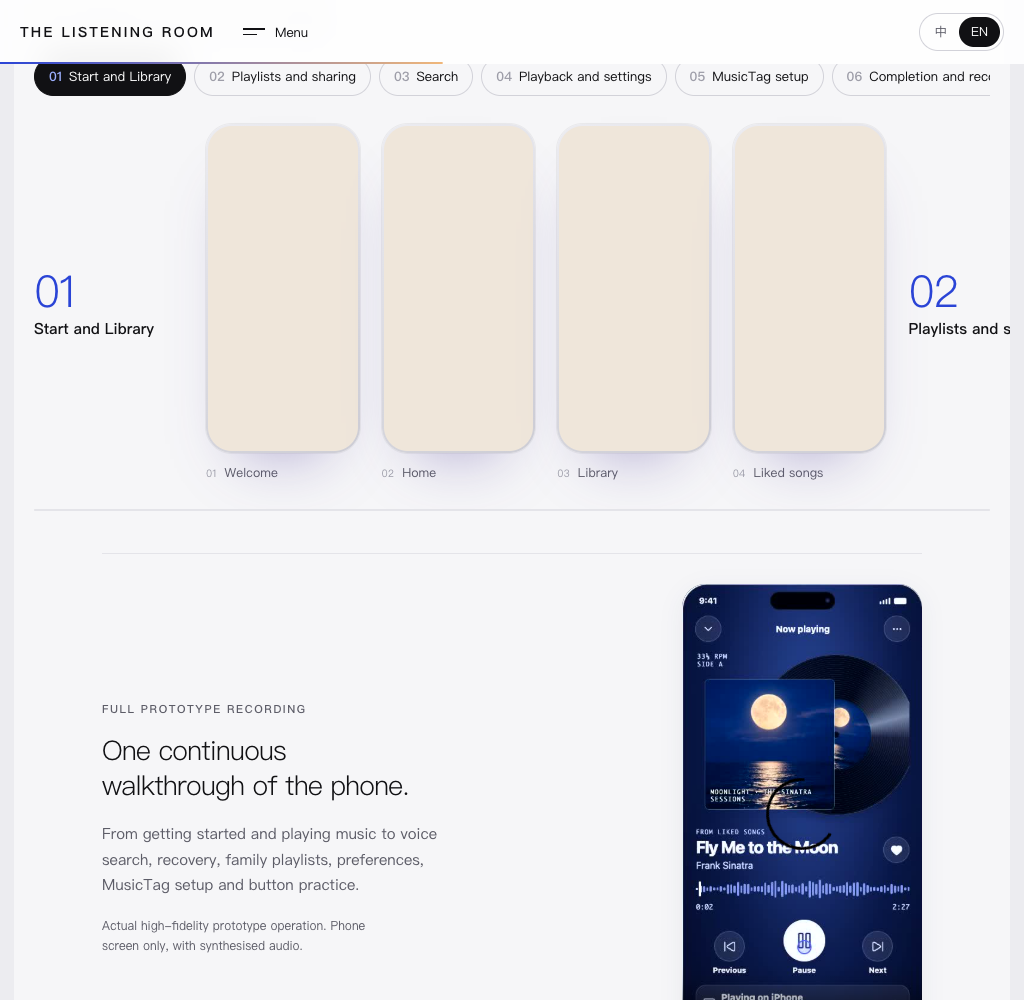 THE LISTENING ROOM
Menu
中
EN
01 Start and Library
02 Playlists and sharing
03 Search
04 Playback and settings
05 MusicTag setup
06 Completion and
01
Start and Library
02
Playlists and
01 Welcome
02 Home
03 Library
04 Liked songs
FULL PROTOTYPE RECORDING
One continuous
walkthrough of the phone.
From getting started and playing music to voice
search, recovery, family playlists, preferences,
MusicTag setup and button practice.
Actual high-fidelity prototype operation. Phone
screen only, with synthesised audio.
9:41
Now playing
33⅓ RPM
SIDE A
MOONLIGHT SINATRA
SESSIONS
FROM LIKED SONGS
Fly Me to the Moon
Frank Sinatra
0:02
2:27
Previous
Pause
Next
Playing on iPhone